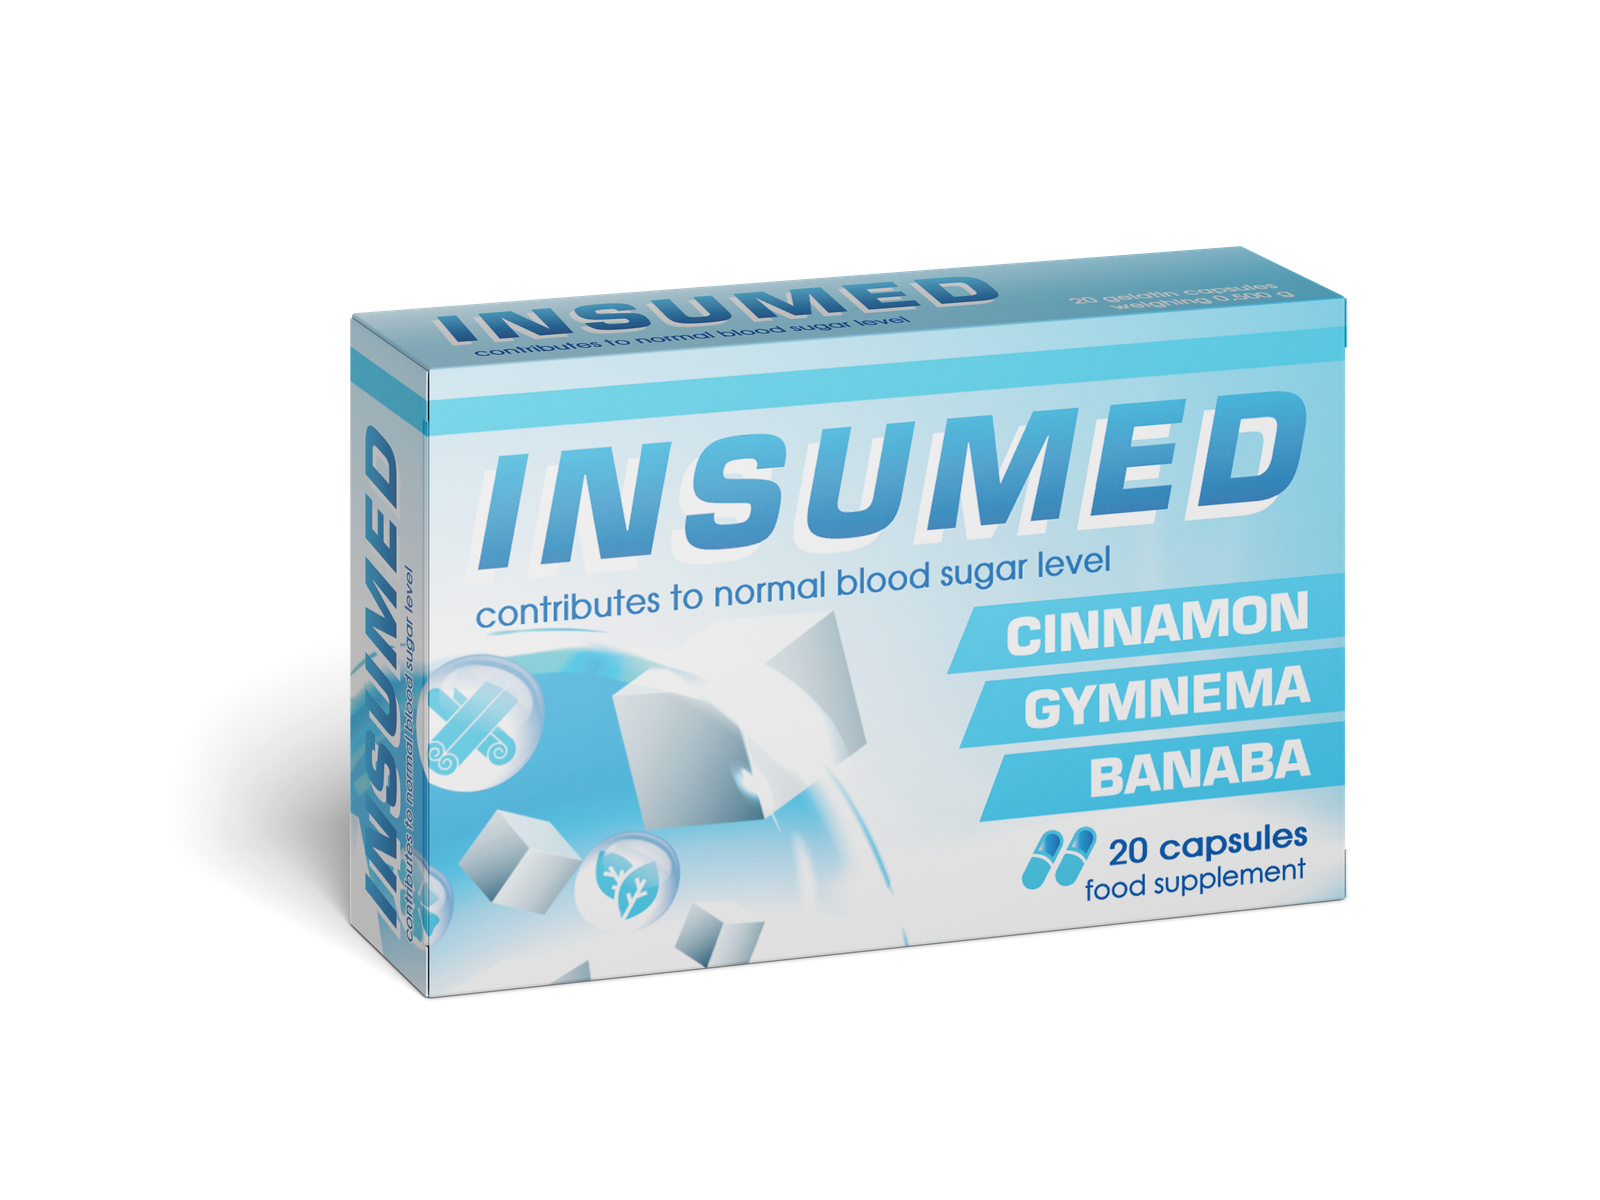 INSUMED
contributes to normal blood sugar level
20 gelatin capsules
weighing 0,500 g
INSUMED
contributes to normal blood sugar level
INSUMED
contributes to normal blood sugar level
CINNAMON
GYMNEMA
BANABA
20 capsules
food supplement